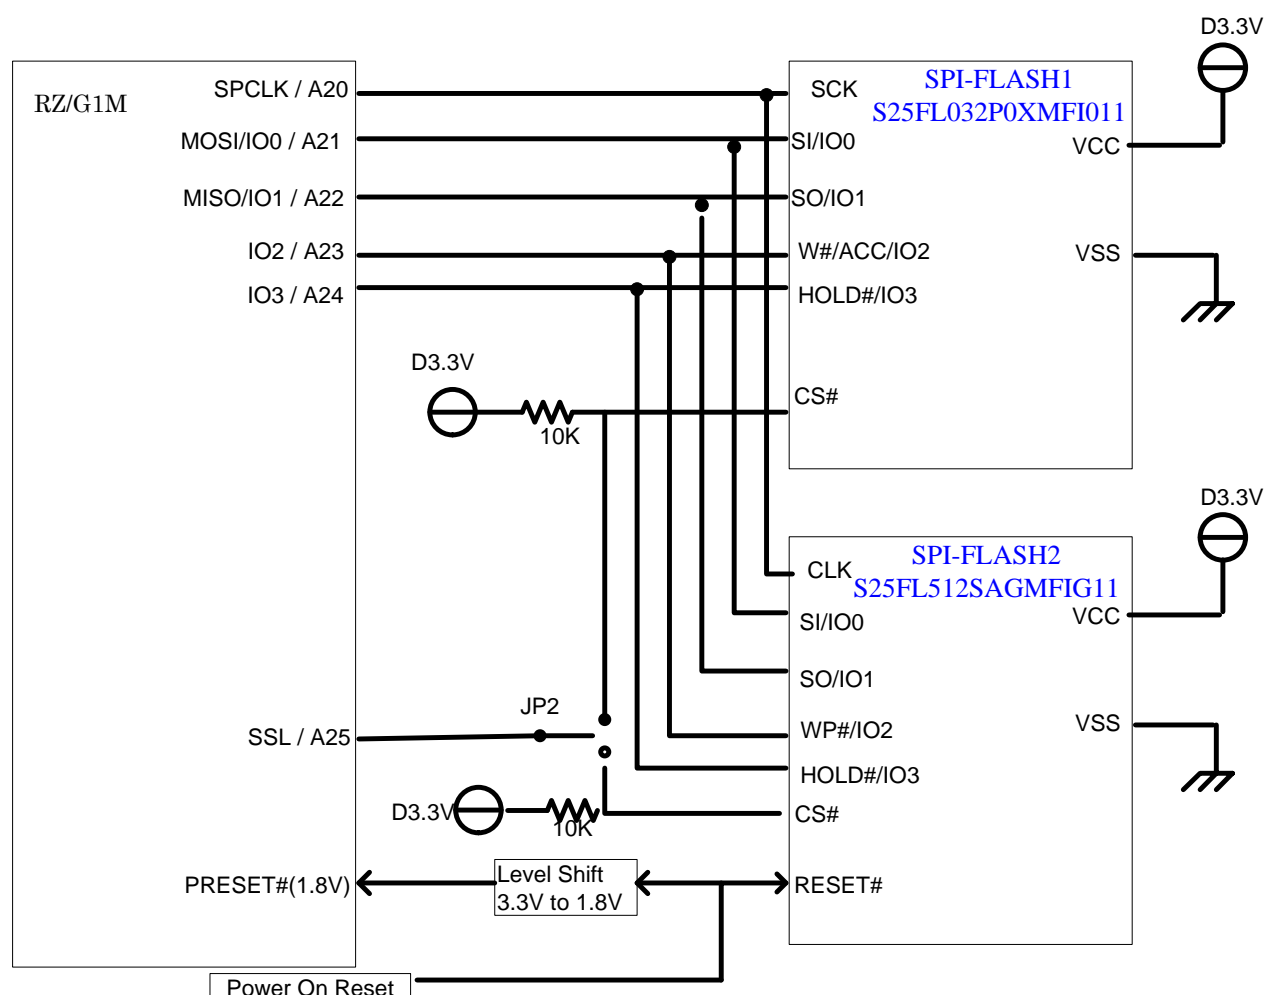 D3.3V
RZ/G1M
SPCLK / A20
MOSI/IO0 / A21
MISO/IO1 / A22
IO2 / A23
IO3 / A24
SPI-FLASH1
S25FL032P0XMFI011
SCK
SI/IO0
SO/IO1
W#/ACC/IO2
HOLD#/IO3
CS#
VCC
VSS
D3.3V
10K
D3.3V
SPI-FLASH2
S25FL512SAGMFIG11
CLK
SI/IO0
SO/IO1
WP#/IO2
HOLD#/IO3
CS#
RESET#
VCC
VSS
JP2
SSL / A25
D3.3V
10K
PRESET#(1.8V)
Level Shift
3.3V to 1.8V
Power On Reset